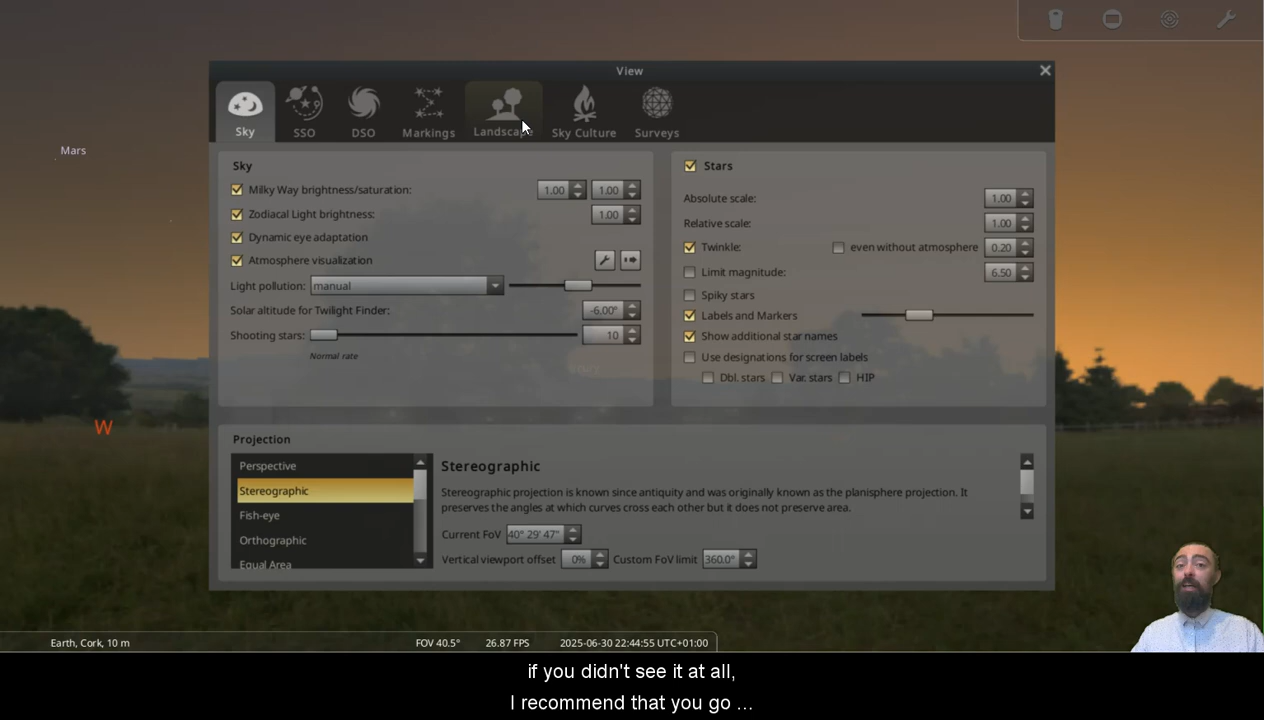 View
Sky
SSO
DSO
Markings
Landscape
Sky Culture
Surveys
Mars
Sky
Milky Way brightness/saturation: 1.00 1.00
Zodiacal Light brightness: 1.00
Dynamic eye adaptation
Atmosphere visualization
Light pollution: manual
Solar altitude for Twilight Finder: -6.00°
Shooting stars: 10
Normal rate
Stars
Absolute scale: 1.00
Relative scale: 1.00
Twinkle: even without atmosphere 0.20
Limit magnitude: 6.50
Spiky stars
Labels and Markers
Show additional star names
Use designations for screen labels
Dbl. stars Var. stars HIP
W
Projection
Perspective
Stereographic
Fish-eye
Orthographic
Equal Area
Stereographic
Stereographic projection is known since antiquity and was originally known as the planisphere projection. It
preserves the angles at which curves cross each other but it does not preserve area.
Current FoV 40° 29' 47"
Vertical viewport offset 0% Custom FoV limit 360.0°
Earth, Cork, 10 m FOV 40.5° 26.87 FPS 2025-06-30 22:44:55 UTC+01:00
if you didn't see it at all,
I recommend that you go ...